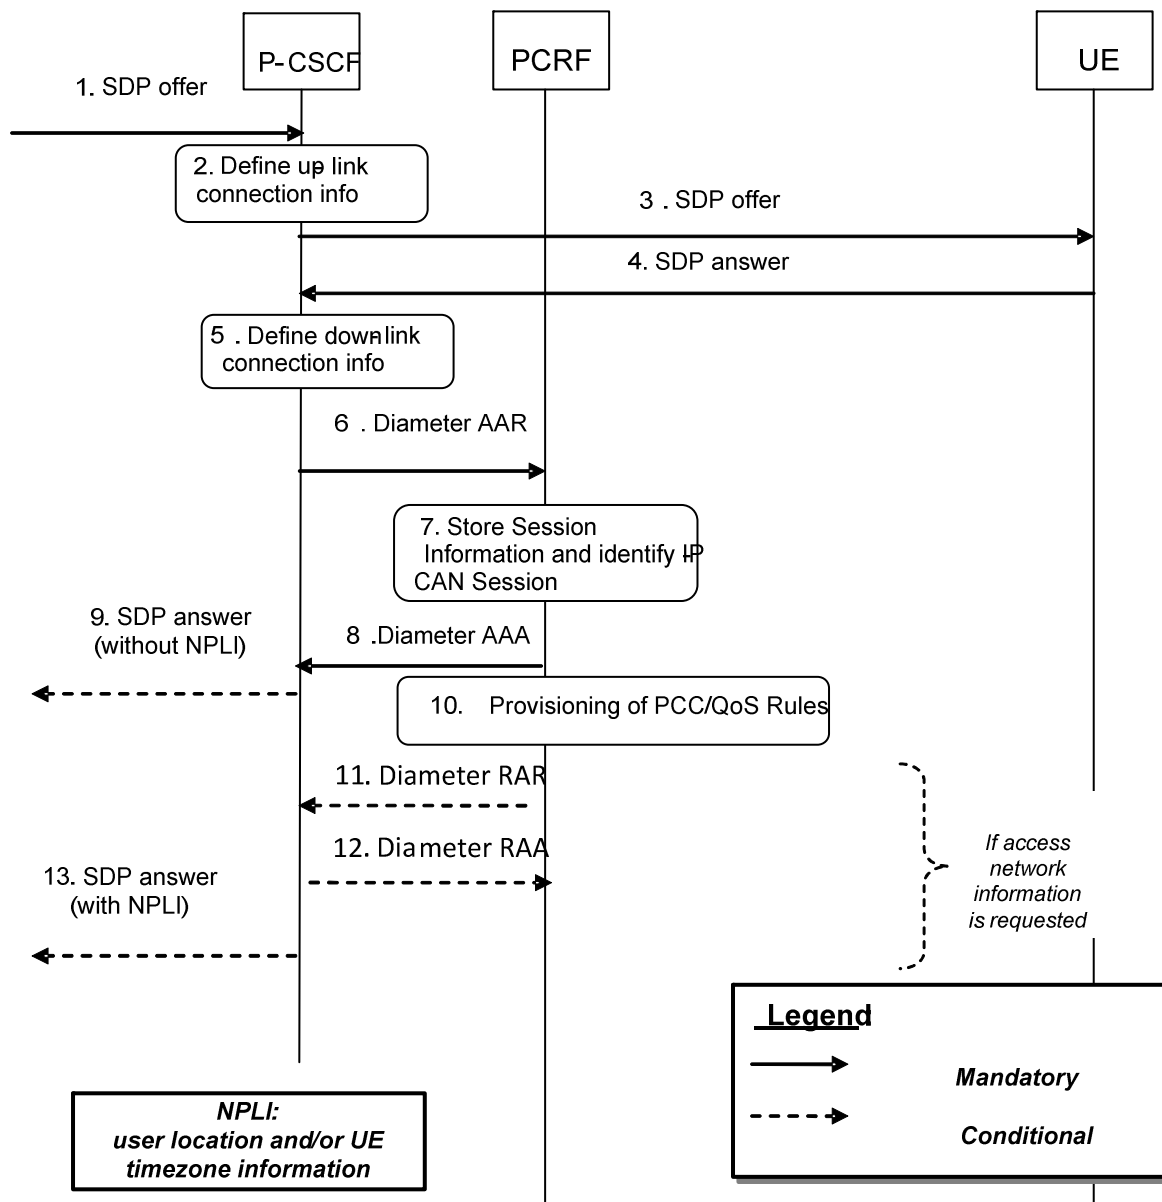 P-CSCF
PCRF
UE
1. SDP offer
2. Define up-link
connection info
3. SDP offer
4. SDP answer
5. Define down-link
connection info
6. Diameter AAR
7. Store Session
Information and identify IP-
CAN Session
9. SDP answer
(without NPLI)
8.Diameter AAA
10. Provisioning of PCC/QoS Rules
11. Diameter RAR
12. Diameter RAA
13. SDP answer
(with NPLI)
If access
network
information
is requested
Legend:
Mandatory
Conditional
NPLI:
user location and/or UE
timezone information